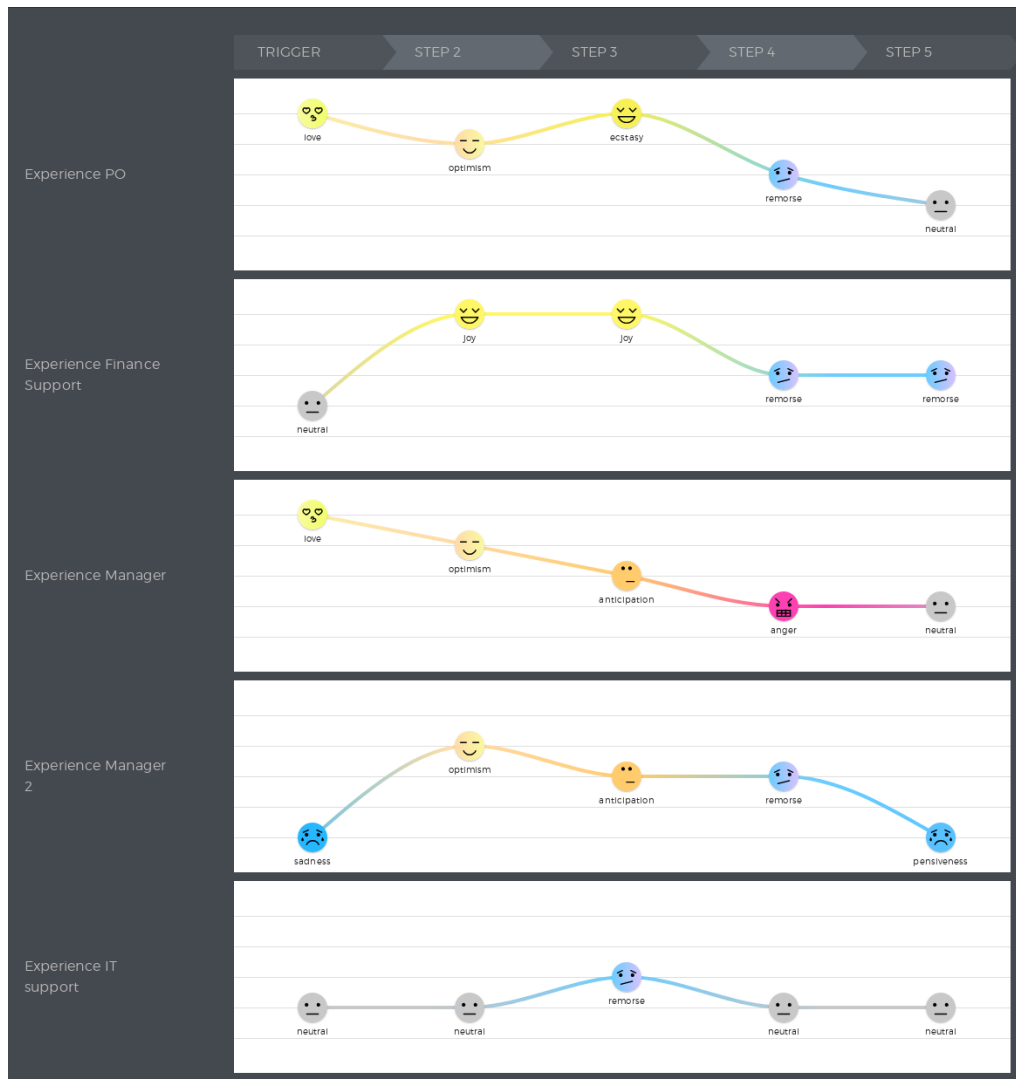 TRIGGER
STEP 2
STEP 3
STEP 4
STEP 5
Experience PO
love
optimism
ecstasy
remorse
neutral
Experience Finance
Support
neutral
joy
joy
remorse
remorse
Experience Manager
love
optimism
anticipation
anger
neutral
Experience Manager
2
sadness
optimism
anticipation
remorse
pensiveness
Experience IT
support
neutral
neutral
remorse
neutral
neutral